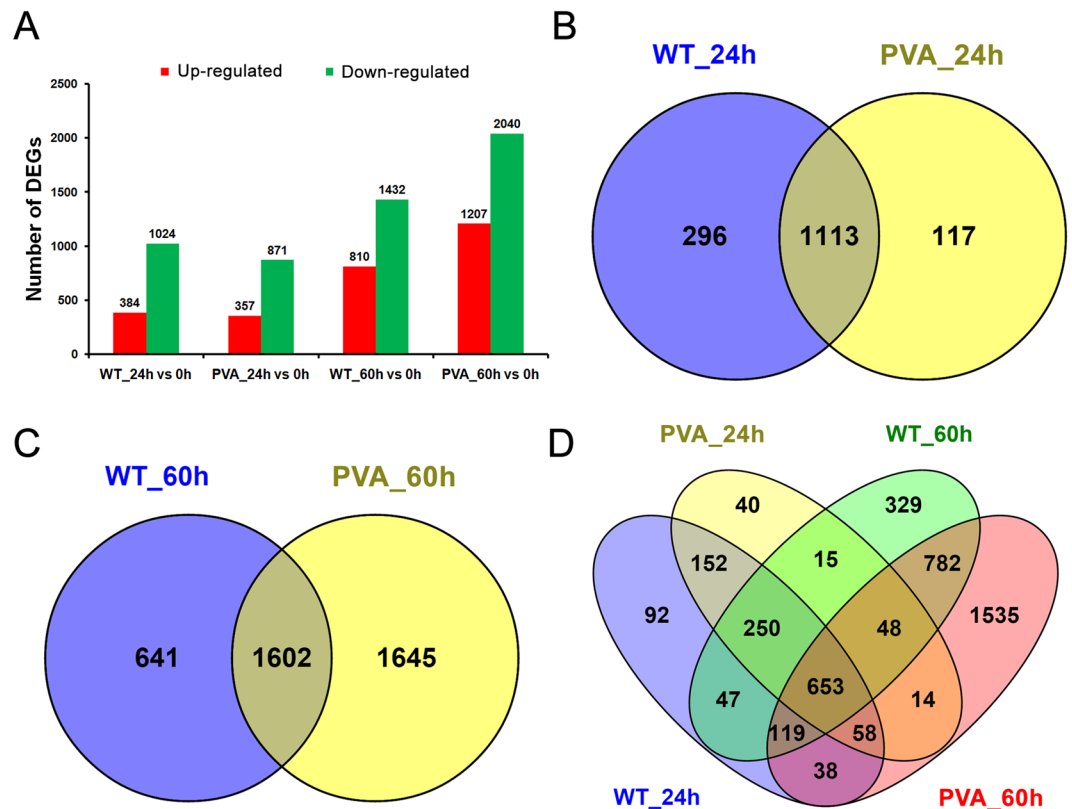 A
Up-regulated Down-regulated
Number of DEGs
2500
2000
1500
1000
500
0
384 1024 357 871 810 1432 1207 2040
WT_24h vs 0h PVA_24h vs 0h WT_60h vs 0h PVA_60h vs 0h
B
WT_24h PVA_24h
296 1113 117
C
WT_60h PVA_60h
641 1602 1645
D
PVA_24h WT_60h
40 329
152 15 782
92 250 48 1535
653
47 14
119 58
38
WT_24h PVA_60h